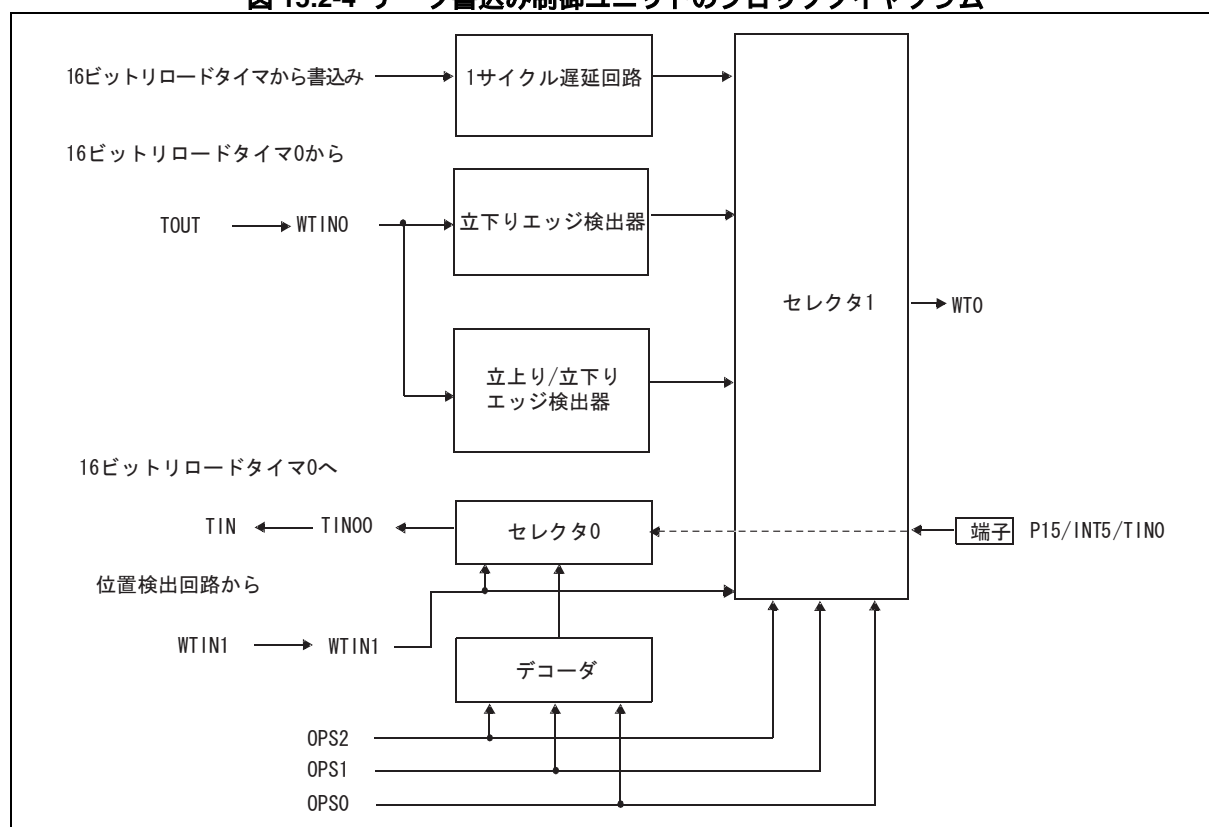 16ビットリロードタイマから書込み
1サイクル遅延回路
16ビットリロードタイマ0から
TOUT
WTIN0
立下りエッジ検出器
セレクタ1
WTO
立上り/立下り
エッジ検出器
16ビットリロードタイマ0へ
TIN
TIN00
セレクタ0
端子
P15/INT5/TIN0
位置検出回路から
WTIN1
WTIN1
デコーダ
OPS2
OPS1
OPS0